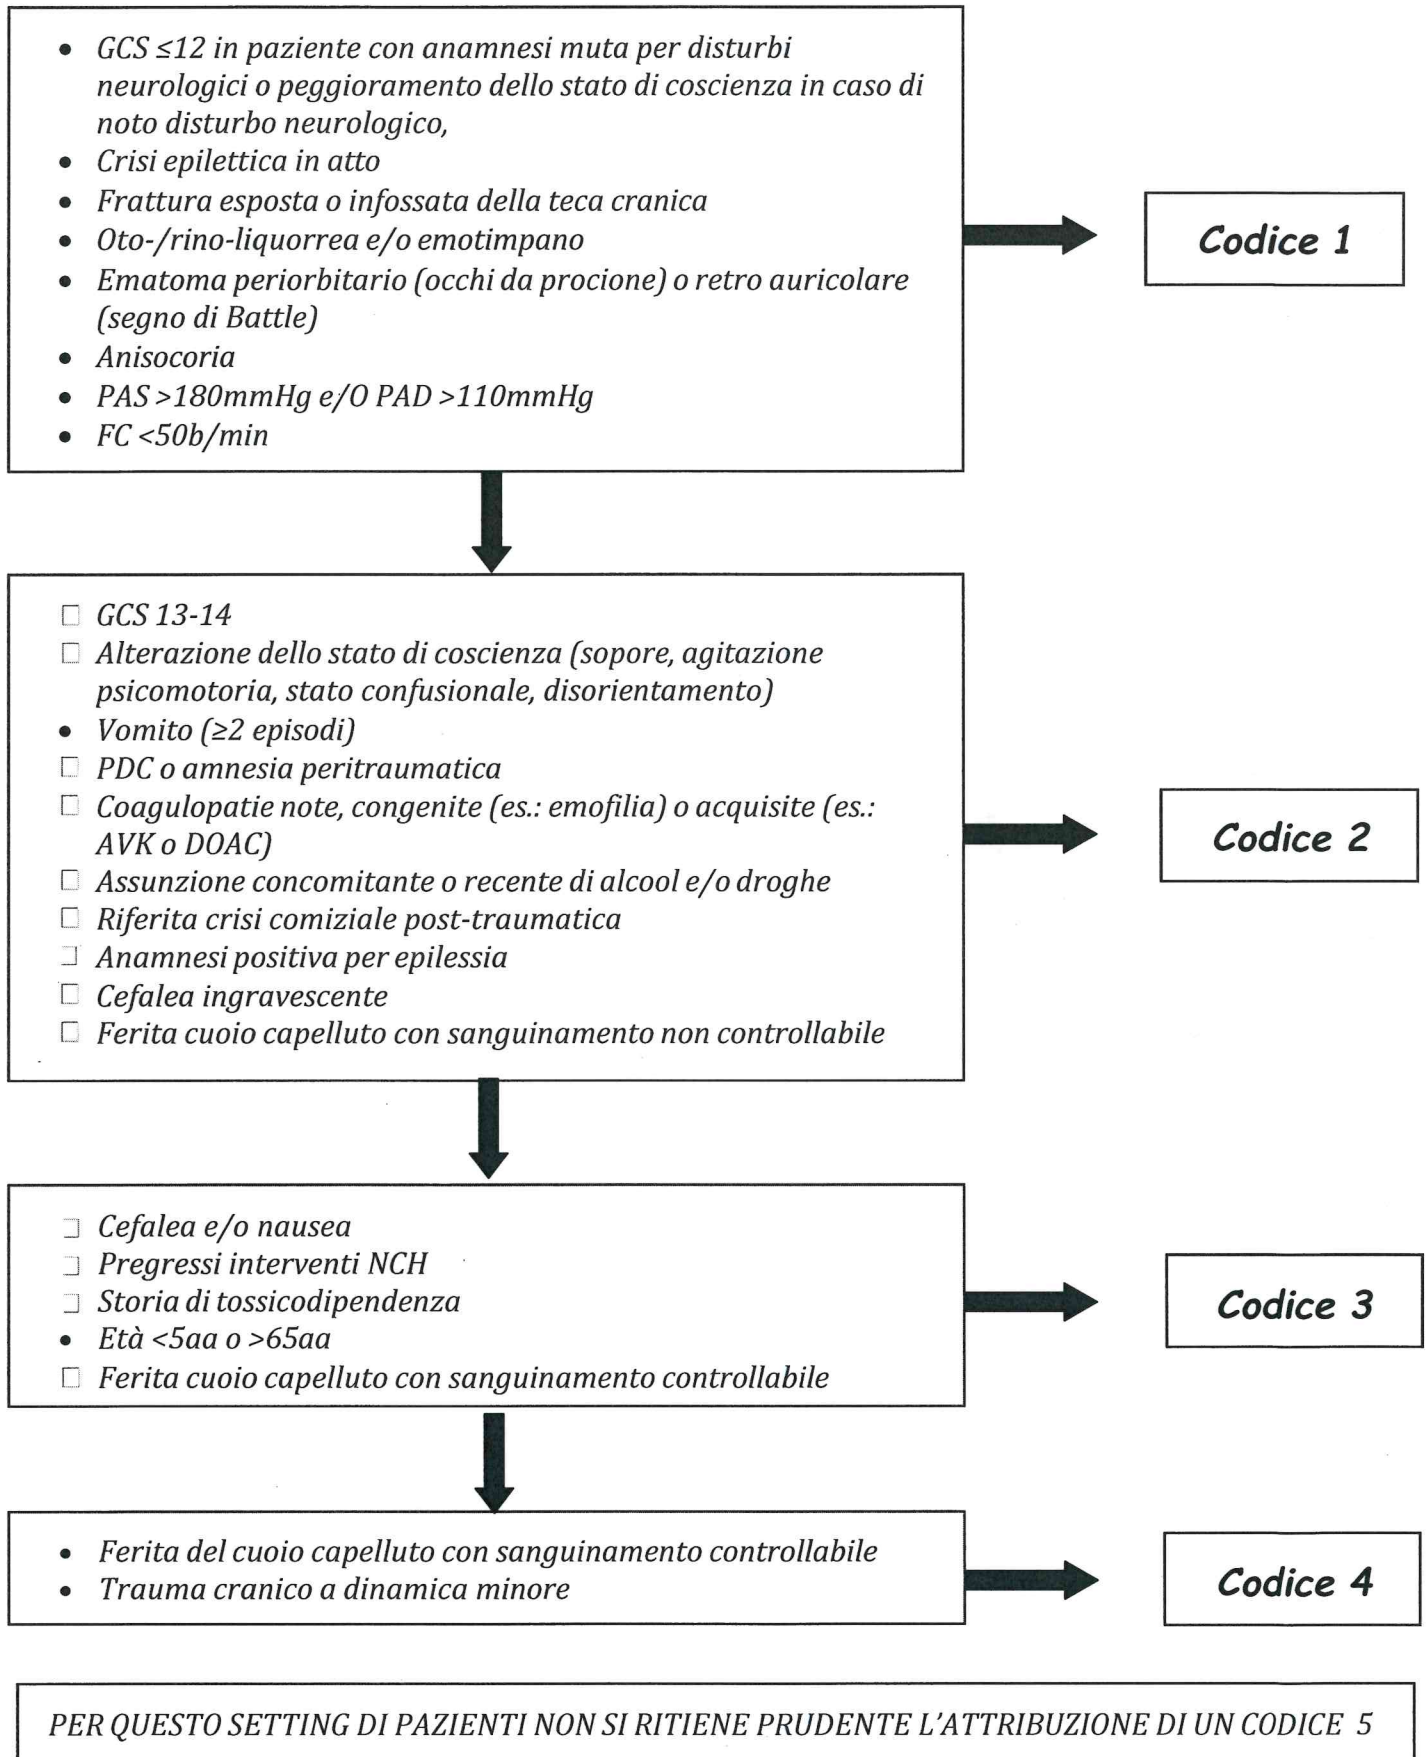 • GCS ≤12 in paziente con anamnesi muta per disturbi
neurologici o peggioramento dello stato di coscienza in caso di
noto disturbo neurologico,
• Crisi epilettica in atto
• Frattura esposta o infossata della teca cranica
• Oto-/rino-liquorrea e/o emotimpano
• Ematoma periorbitario (occhi da procione) o retro auricolare
(segno di Battle)
• Anisocoria
• PAS >180mmHg e/O PAD >110mmHg
• FC <50b/min
Codice 1
☐ GCS 13-14
☐ Alterazione dello stato di coscienza (sopore, agitazione
psicomotoria, stato confusionale, disorientamento)
• Vomito (≥2 episodi)
☐ PDC o amnesia peritraumatica
☐ Coagulopatie note, congenite (es.: emofilia) o acquisite (es.:
AVK o DOAC)
☐ Assunzione concomitante o recente di alcool e/o droghe
☐ Riferita crisi comiziale post-traumatica
☐ Anamnesi positiva per epilessia
☐ Cefalea ingravescente
☐ Ferita cuoio capelluto con sanguinamento non controllabile
Codice 2
☐ Cefalea e/o nausea
☐ Pregressi interventi NCH
☐ Storia di tossicodipendenza
• Età <5aa o >65aa
☐ Ferita cuoio capelluto con sanguinamento controllabile
Codice 3
• Ferita del cuoio capelluto con sanguinamento controllabile
• Trauma cranico a dinamica minore
Codice 4
PER QUESTO SETTING DI PAZIENTI NON SI RITIENE PRUDENTE L'ATTRIBUZIONE DI UN CODICE 5